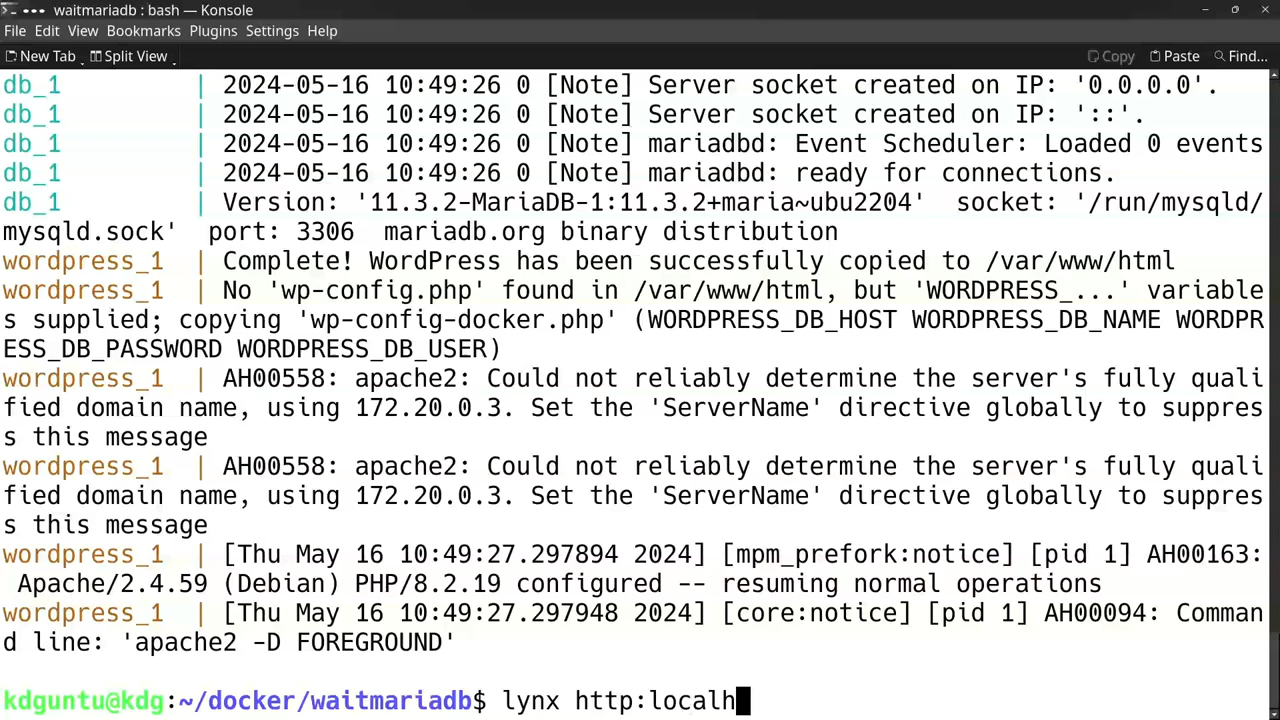 waitmariadb : bash — Konsole
File Edit View Bookmarks Plugins Settings Help
New Tab Split View Copy Paste Find...
db_1 | 2024-05-16 10:49:26 0 [Note] Server socket created on IP: '0.0.0.0'.
db_1 | 2024-05-16 10:49:26 0 [Note] Server socket created on IP: '::'.
db_1 | 2024-05-16 10:49:26 0 [Note] mariadbd: Event Scheduler: Loaded 0 events
db_1 | 2024-05-16 10:49:26 0 [Note] mariadbd: ready for connections.
db_1 | Version: '11.3.2-MariaDB-1:11.3.2+maria~ubu2204' socket: '/run/mysqld/
mysqld.sock' port: 3306 mariadb.org binary distribution
wordpress_1 | Complete! WordPress has been successfully copied to /var/www/html
wordpress_1 | No 'wp-config.php' found in /var/www/html, but 'WORDPRESS_...' variable
s supplied; copying 'wp-config-docker.php' (WORDPRESS_DB_HOST WORDPRESS_DB_NAME WORDPR
ESS_DB_PASSWORD WORDPRESS_DB_USER)
wordpress_1 | AH00558: apache2: Could not reliably determine the server's fully quali
fied domain name, using 172.20.0.3. Set the 'ServerName' directive globally to suppres
s this message
wordpress_1 | AH00558: apache2: Could not reliably determine the server's fully quali
fied domain name, using 172.20.0.3. Set the 'ServerName' directive globally to suppres
s this message
wordpress_1 | [Thu May 16 10:49:27.297894 2024] [mpm_prefork:notice] [pid 1] AH00163:
Apache/2.4.59 (Debian) PHP/8.2.19 configured -- resuming normal operations
wordpress_1 | [Thu May 16 10:49:27.297948 2024] [core:notice] [pid 1] AH00094: Comman
d line: 'apache2 -D FOREGROUND'
kdguntu@kdg:~/docker/waitmariadb$ lynx http:localh